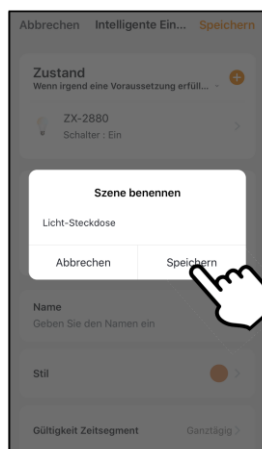 Abbrechen Intelligente Ein... Speichern
Zustand
Wenn irgend eine Voraussetzung erfüll...
ZX-2880
Schalter : Ein
Szene benennen
Licht-Steckdose
Abbrechen Speichern
Name
Geben Sie den Namen ein
Stil
Gültigkeit Zeitsegment Ganztägig